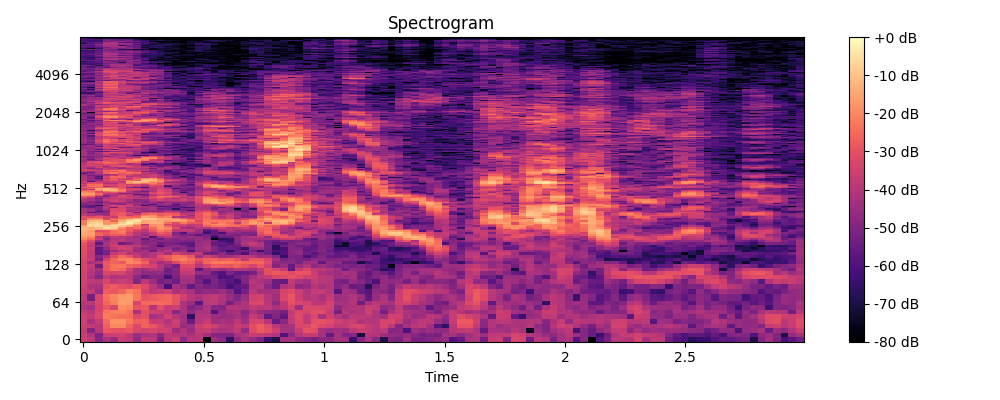 Spectrogram
Hz
4096
2048
1024
512
256
128
64
0
0
0.5
1
1.5
2
2.5
Time
+0 dB
-10 dB
-20 dB
-30 dB
-40 dB
-50 dB
-60 dB
-70 dB
-80 dB